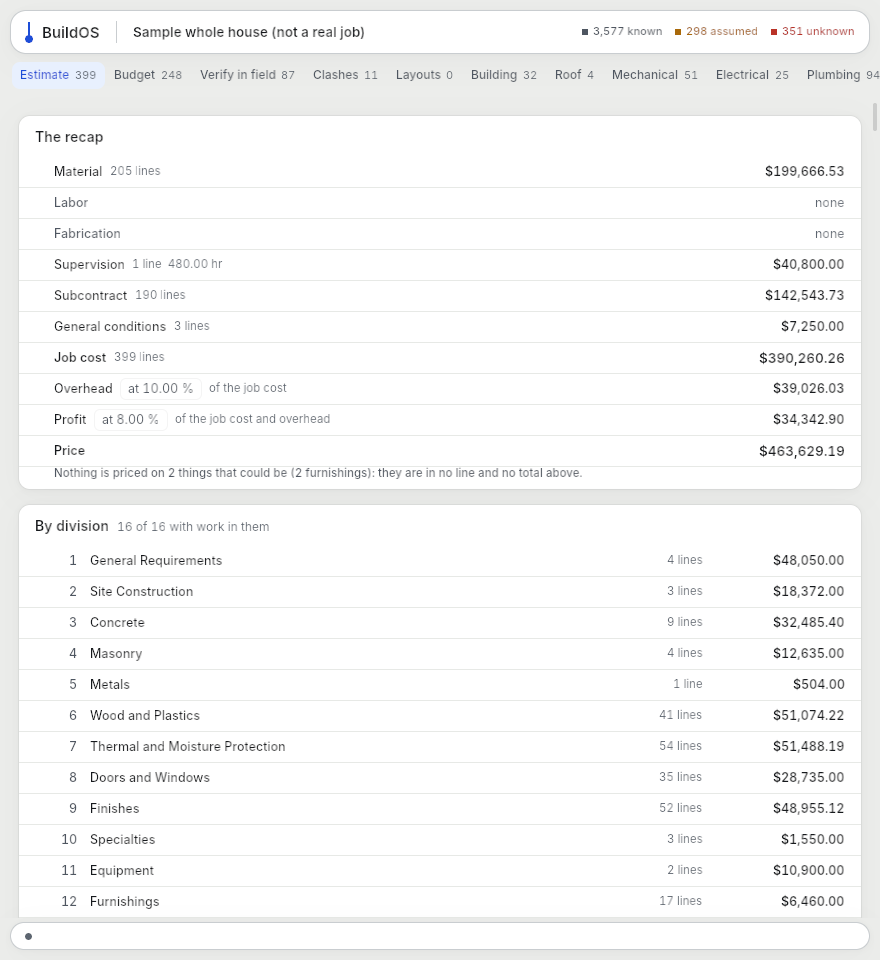 BuildOS Sample whole house (not a real job) 3,577 known 298 assumed 351 unknown
Estimate 399 Budget 248 Verify in field 87 Clashes 11 Layouts 0 Building 32 Roof 4 Mechanical 51 Electrical 25 Plumbing 94
The recap
Material 205 lines $199,666.53
Labor none
Fabrication none
Supervision 1 line 480.00 hr $40,800.00
Subcontract 190 lines $142,543.73
General conditions 3 lines $7,250.00
Job cost 399 lines $390,260.26
Overhead at 10.00 % of the job cost $39,026.03
Profit at 8.00 % of the job cost and overhead $34,342.90
Price $463,629.19
Nothing is priced on 2 things that could be (2 furnishings): they are in no line and no total above.
By division 16 of 16 with work in them
1 General Requirements 4 lines $48,050.00
2 Site Construction 3 lines $18,372.00
3 Concrete 9 lines $32,485.40
4 Masonry 4 lines $12,635.00
5 Metals 1 line $504.00
6 Wood and Plastics 41 lines $51,074.22
7 Thermal and Moisture Protection 54 lines $51,488.19
8 Doors and Windows 35 lines $28,735.00
9 Finishes 52 lines $48,955.12
10 Specialties 3 lines $1,550.00
11 Equipment 2 lines $10,900.00
12 Furnishings 17 lines $6,460.00